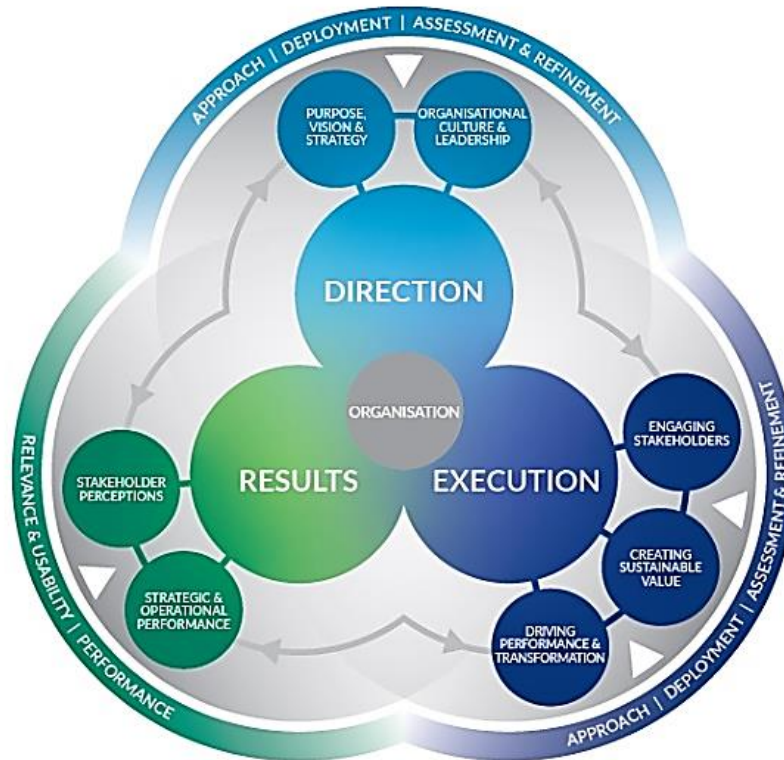 APPROACH | DEPLOYMENT | ASSESSMENT & REFINEMENT
PURPOSE,
VISION &
STRATEGY
ORGANISATIONAL
CULTURE &
LEADERSHIP
DIRECTION
ORGANISATION
RESULTS
EXECUTION
ENGAGING
STAKEHOLDERS
CREATING
SUSTAINABLE
VALUE
DRIVING
PERFORMANCE &
TRANSFORMATION
APPROACH | DEPLOYMENT | ASSESSMENT & REFINEMENT
STAKEHOLDER
PERCEPTIONS
STRATEGIC &
OPERATIONAL
PERFORMANCE
RELEVANCE & USABILITY | PERFORMANCE